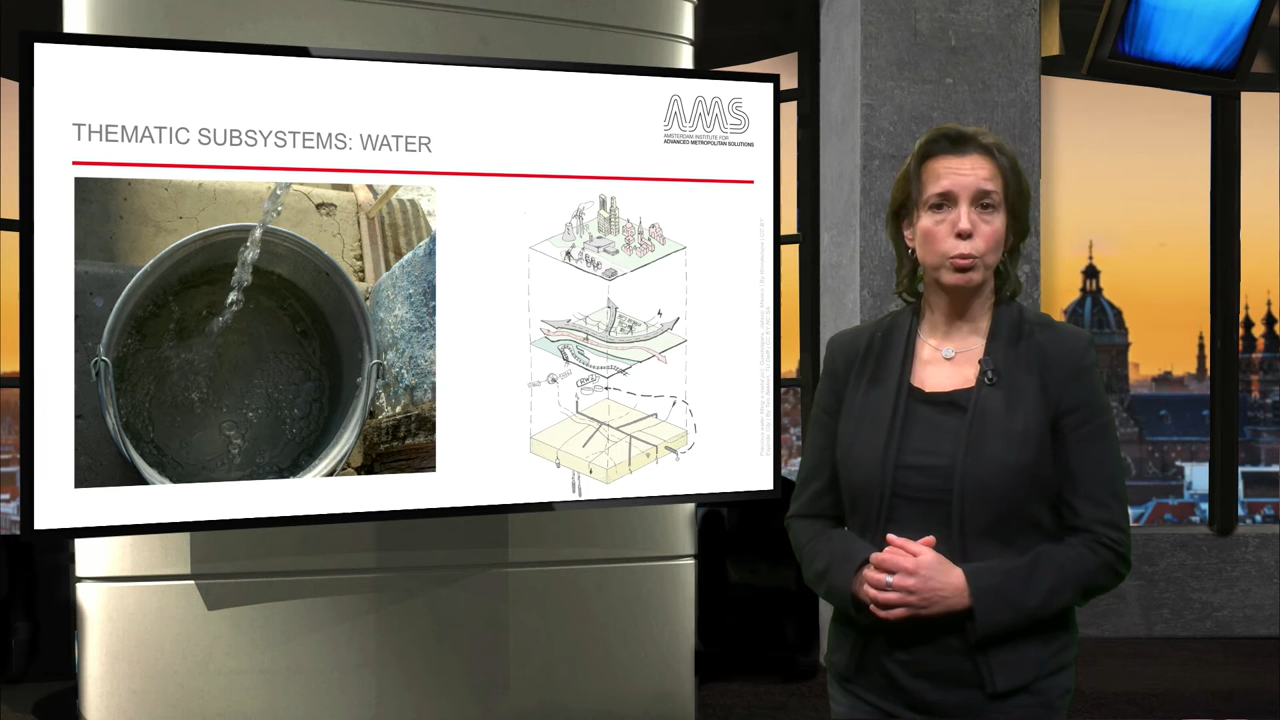 AMS
AMSTERDAM INSTITUTE FOR
ADVANCED METROPOLITAN SOLUTIONS
THEMATIC SUBSYSTEMS: WATER